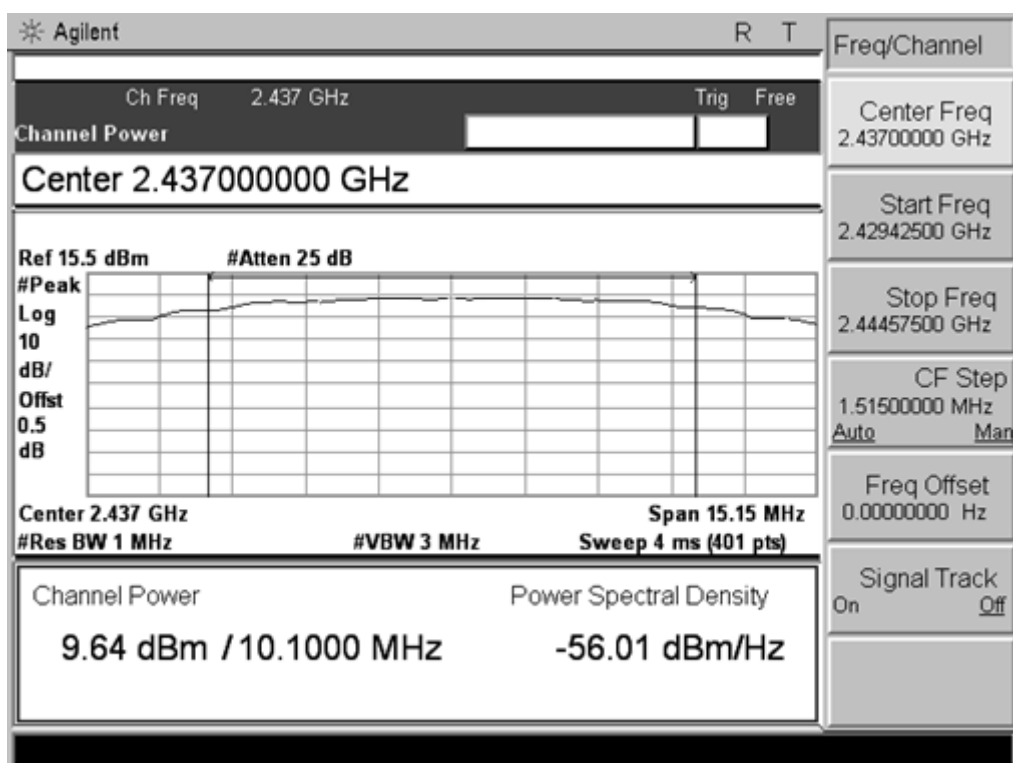 Agilent R T
Ch Freq 2.437 GHz Trig Free
Channel Power
Center 2.437000000 GHz
Ref 15.5 dBm #Atten 25 dB
#Peak
Log
10
dB/
Offst
0.5
dB
Center 2.437 GHz Span 15.15 MHz
#Res BW 1 MHz #VBW 3 MHz Sweep 4 ms (401 pts)
Channel Power Power Spectral Density
9.64 dBm / 10.1000 MHz -56.01 dBm/Hz
Freq/Channel
Center Freq
2.43700000 GHz
Start Freq
2.42942500 GHz
Stop Freq
2.44457500 GHz
CF Step
1.51500000 MHz
Auto Man
Freq Offset
0.00000000 Hz
Signal Track
On Off